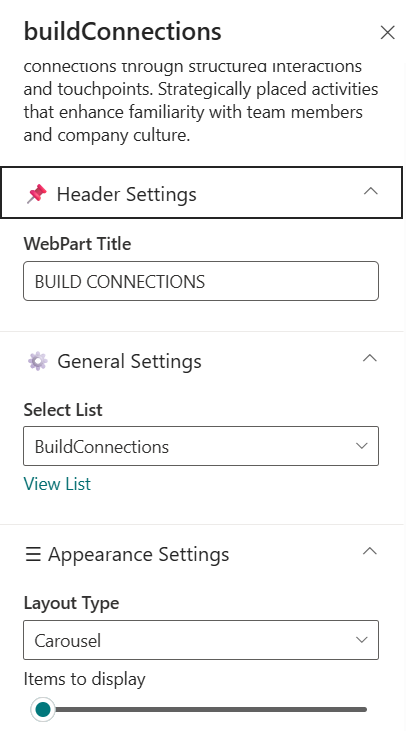 buildConnections
connections through structured interactions
and touchpoints. Strategically placed activities
that enhance familiarity with team members
and company culture.
Header Settings
WebPart Title
BUILD CONNECTIONS
General Settings
Select List
BuildConnections
View List
Appearance Settings
Layout Type
Carousel
Items to display